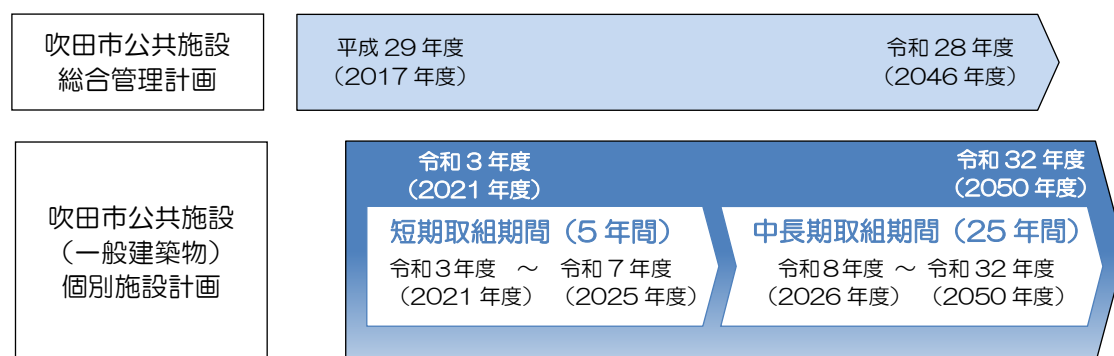 吹田市公共施設
総合管理計画
平成 29 年度
（2017 年度）
令和 28 年度
（2046 年度）
吹田市公共施設
（一般建築物）
個別施設計画
令和 3 年度
（2021 年度）
令和 32 年度
（2050 年度）
短期取組期間（5 年間）
令和3年度 ～ 令和 7 年度
（2021 年度） （2025 年度）
中長期取組期間（25 年間）
令和8年度 ～ 令和 32 年度
（2026 年度） （2050 年度）